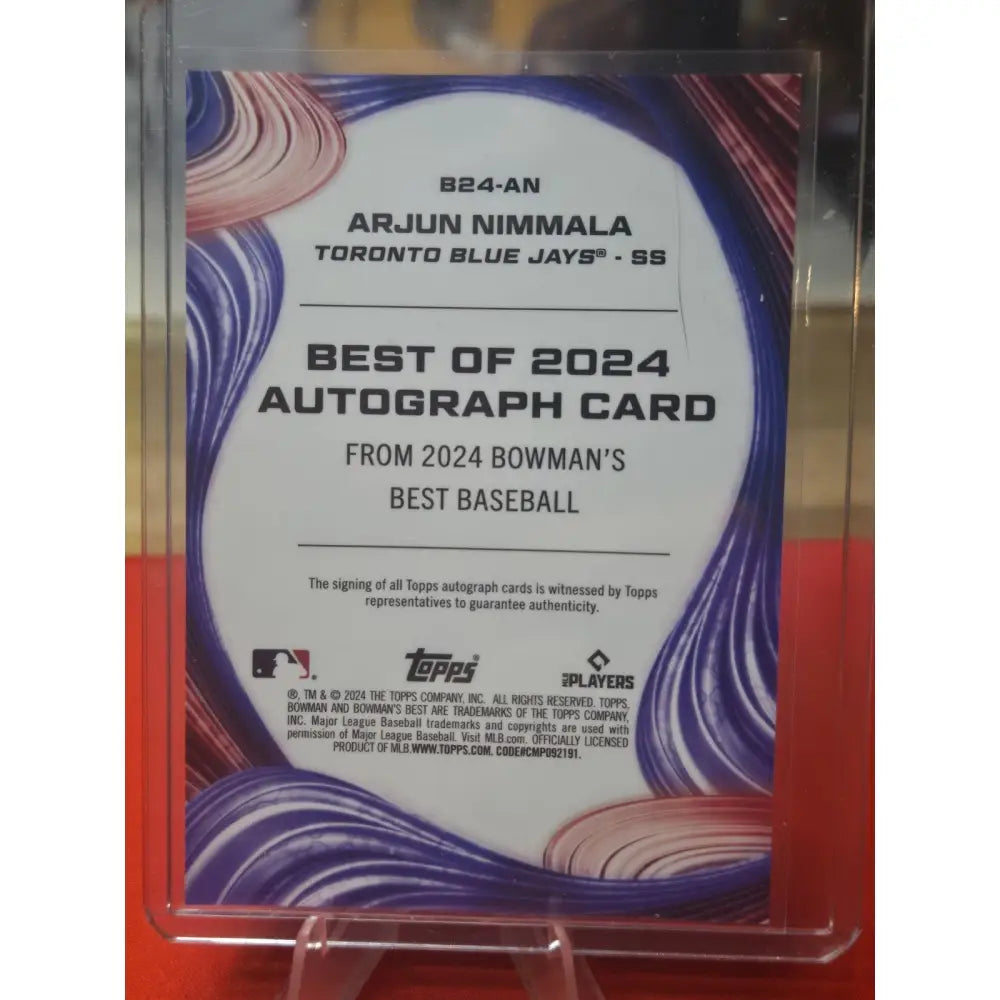 B24-AN
ARJUN NIMMALA
TORONTO BLUE JAYS® - SS
BEST OF 2024
AUTOGRAPH CARD
FROM 2024 BOWMAN'S
BEST BASEBALL
The signing of all Topps autograph cards is witnessed by Topps
representatives to guarantee authenticity.
Topps®
MLB PLAYERS
®, TM & © 2024 THE TOPPS COMPANY, INC. ALL RIGHTS RESERVED. TOPPS,
BOWMAN AND BOWMAN'S BEST ARE TRADEMARKS OF THE TOPPS COMPANY,
INC. Major League Baseball trademarks and copyrights are used with
permission of Major League Baseball. Visit MLB.com. OFFICIALLY LICENSED
PRODUCT OF MLB.WWW.TOPPS.COM. CODE#CMP092191.